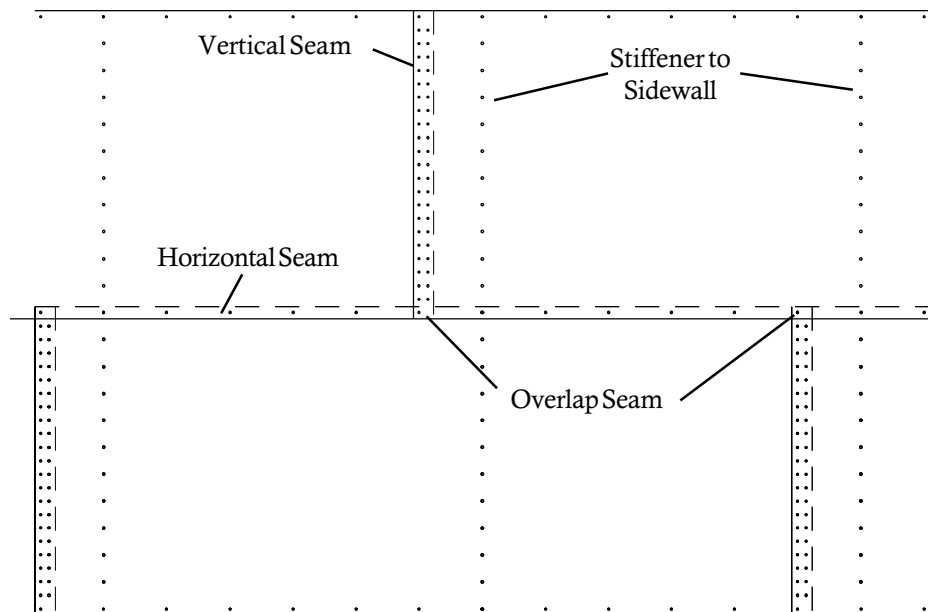 Vertical Seam
Stiffener to
Sidewall
Horizontal Seam
Overlap Seam